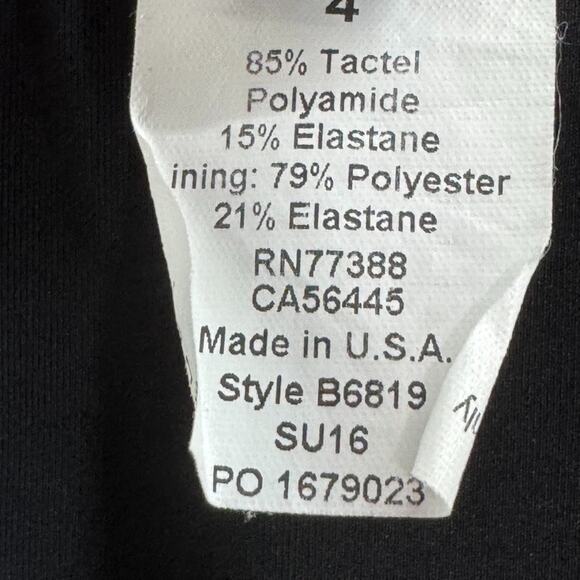 4
85% Tactel
Polyamide
15% Elastane
ining: 79% Polyester
21% Elastane
RN77388
CA56445
Made in U.S.A.
Style B6819
SU16
PO 1679023